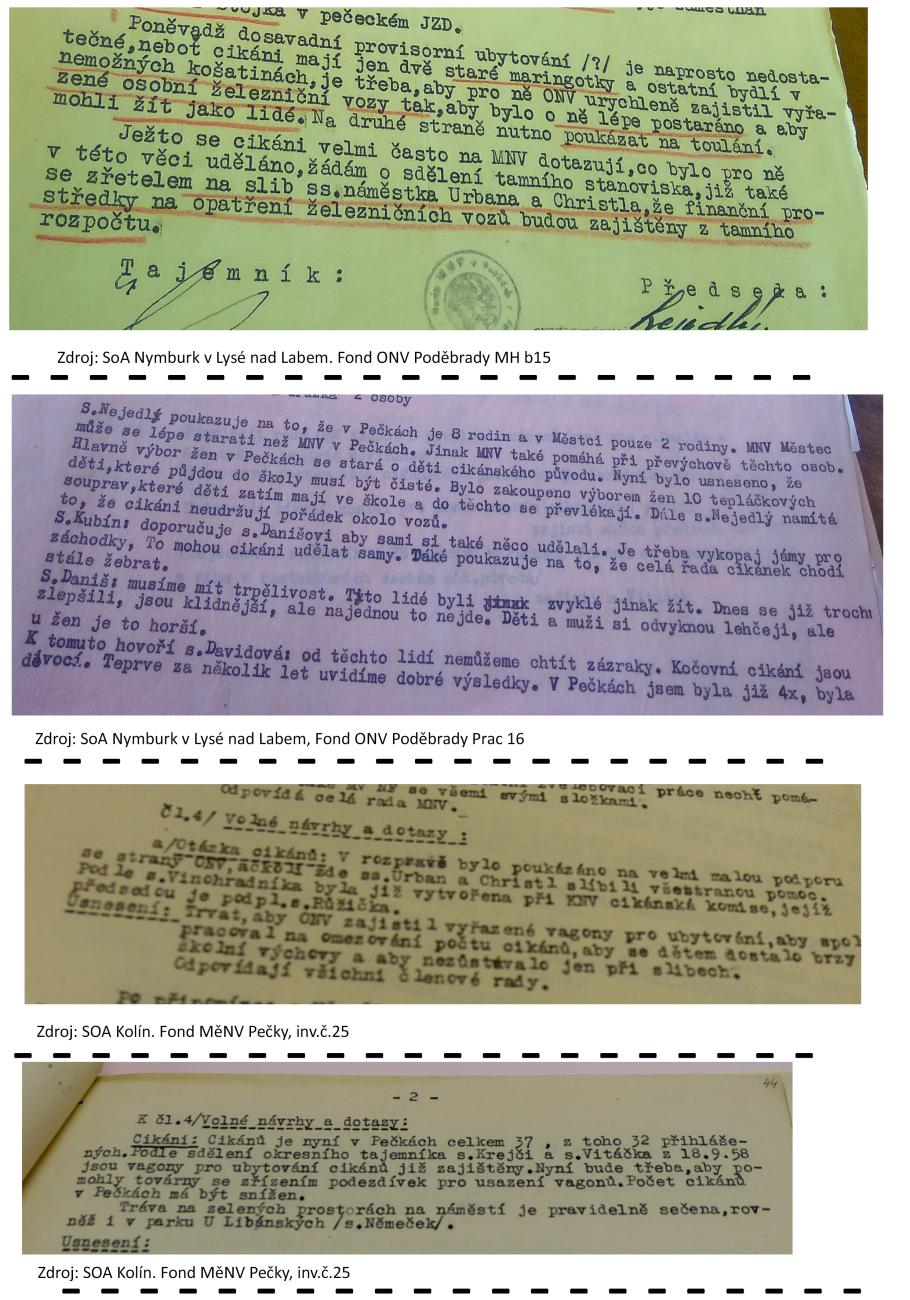 v pečeckém JZD.
Poněvadž dosavadní provisorní ubytování /?/ je naprosto nedosta-
tečné,neboť cikáni mají jen dvě staré maringotky a ostatní bydlí v
nemožných košatinách,je třeba,aby pro ně ONV urychleně zajistil vyřa-
zené osobní železniční vozy tak,aby bylo o ně lépe postaráno a aby
mohli žít jako lidé. Na druhé straně nutno poukázat na toulání.
Ježto se cikáni velmi často na MNV dotazují,co bylo pro ně
v této věci uděláno,žádám o sdělení tamního stanoviska,již také
se zřetelem na slib ss.náměstka Urbana a Christla,že finanční pro-
středky na opatření železničních vozů budou zajištěny z tamního
rozpočtu.
Tajemník:
Předseda:
Zdroj: SoA Nymburk v Lysé nad Labem. Fond ONV Poděbrady MH b15
2 osoby
S.Nejedlý poukazuje na to, že v Pečkách je 8 rodin a v Městci pouze 2 rodiny. MNV Městec
může se lépe starati než MNV v Pečkách. Jinak MNV také pomáhá při převýchově těchto osob.
Hlavně výbor žen v Pečkách se stará o děti cikánského původu. Nyní bylo usneseno, že
děti,které půjdou do školy musí být čisté. Bylo zakoupeno výborem žen 10 tepláčkových
souprav,které děti zatím mají ve škole a do těchto se převlékají. Dále s.Nejedlý namítá
to, že cikáni neudržují pořádek okolo vozů.
S.Kubín: doporučuje s.Danišovi aby sami si také něco udělali. Je třeba vykopaj jámy pro
záchodky, To mohou cikáni udělat samy. Dáké poukazuje na to, že celá řada cikánek chodí
stále žebrat.
S.Daniš: musíme mít trpělivost. Tito lidé byli zvyklé jinak žít. Dnes se již trochu
zlepšili, jsou klidnější, ale najednou to nejde. Děti a muži si odvyknou lehčeji, ale
u žen je to horší.
K tomuto hovoří s.Davidová: od těchto lidí nemůžeme chtít zázraky. Kočovní cikání jsou
dévocí. Teprve za několik let uvidíme dobré výsledky. V Pečkách jsem byla již 4x, byla
Zdroj: SoA Nymburk v Lysé nad Labem, Fond ONV Poděbrady Prac 16
MV NF se všemi svými složkami. práce nechť pomá-
Odpovídá celá rada MNV.
Čl.4/ Volné návrhy a dotazy :
a/Otázka cikánů: V rozpravě bylo poukázáno na velmi malou podporu
se strany ONV,ačkoli zde ss.Urban a Christl slíbili všestranou pomoc.
Podle s.Vinohradníka byla již vytvořena při KNV cikánská komise,jejíž
předsedou je podpl.s.Růžička.
Usnesení: Trvat,aby ONV zajistil vyřazené vagony pro ubytování,aby spol
pracoval na omezování počtu cikánů,aby se dětem dostalo brzy
školní výchovy a aby nezůstávalo jen při slibech.
Odpovídají všichni členové rady.
Zdroj: SOA Kolín. Fond MěNV Pečky, inv.č.25
44
- 2 -
K čl.4/Volné návrhy a dotazy:
Cikáni: Cikánů je nyní v Pečkách celkem 37 , z toho 32 přihláše-
ných.Podle sdělení okresního tajemníka s.Krejčí a s.Vitáčka z 18.9.58
jsou vagony pro ubytování cikánů již zajištěny.Nyní bude třeba,aby po-
mohly továrny se zřízením podezdívek pro usazení vagonů.Počet cikánů
v Pečkách má být snížen.
Tráva na zelených prostorách na náměstí je pravidelně sečena,rov-
něž i v parku U Libánských /s.Němeček/.
Usnesení:
Zdroj: SOA Kolín. Fond MěNV Pečky, inv.č.25